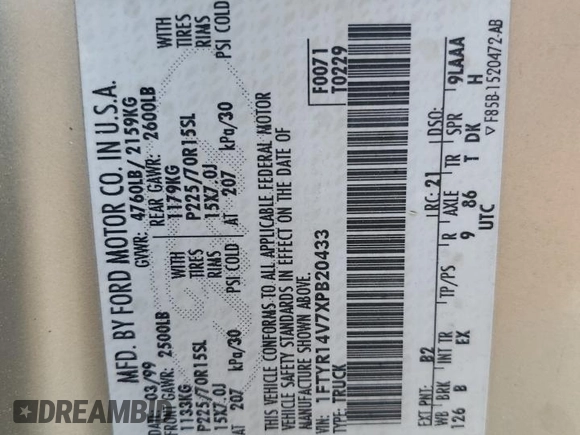 MFD. BY FORD MOTOR CO. IN U.S.A.
DATE: 03/99 GVWR: 4760LB/ 2159KG
FRONT GAWR: 2500LB REAR GAWR: 2600LB
1133KG 1179KG WITH
P225/70R15SL P225/70R15SL TIRES
15X7.0J 15X7.0J RIMS
AT 207 kPa/30 PSI COLD AT 207 kPa/30 PSI COLD
THIS VEHICLE CONFORMS TO ALL APPLICABLE FEDERAL MOTOR
VEHICLE SAFETY STANDARDS IN EFFECT ON THE DATE OF
MANUFACTURE SHOWN ABOVE.
VIN: 1FTYR14V7XPB20433 F0071
TYPE: TRUCK T0229
EXT PNT: B2 RC: 21 DSO:
WB BRK INT TR TP/PS R AXLE TR SPR
126 B EX 9 86 T DK 9LAAA H
UTC
▽ F85B-1520472-AB
WITH
TIRES
RIMS
DREAMBID